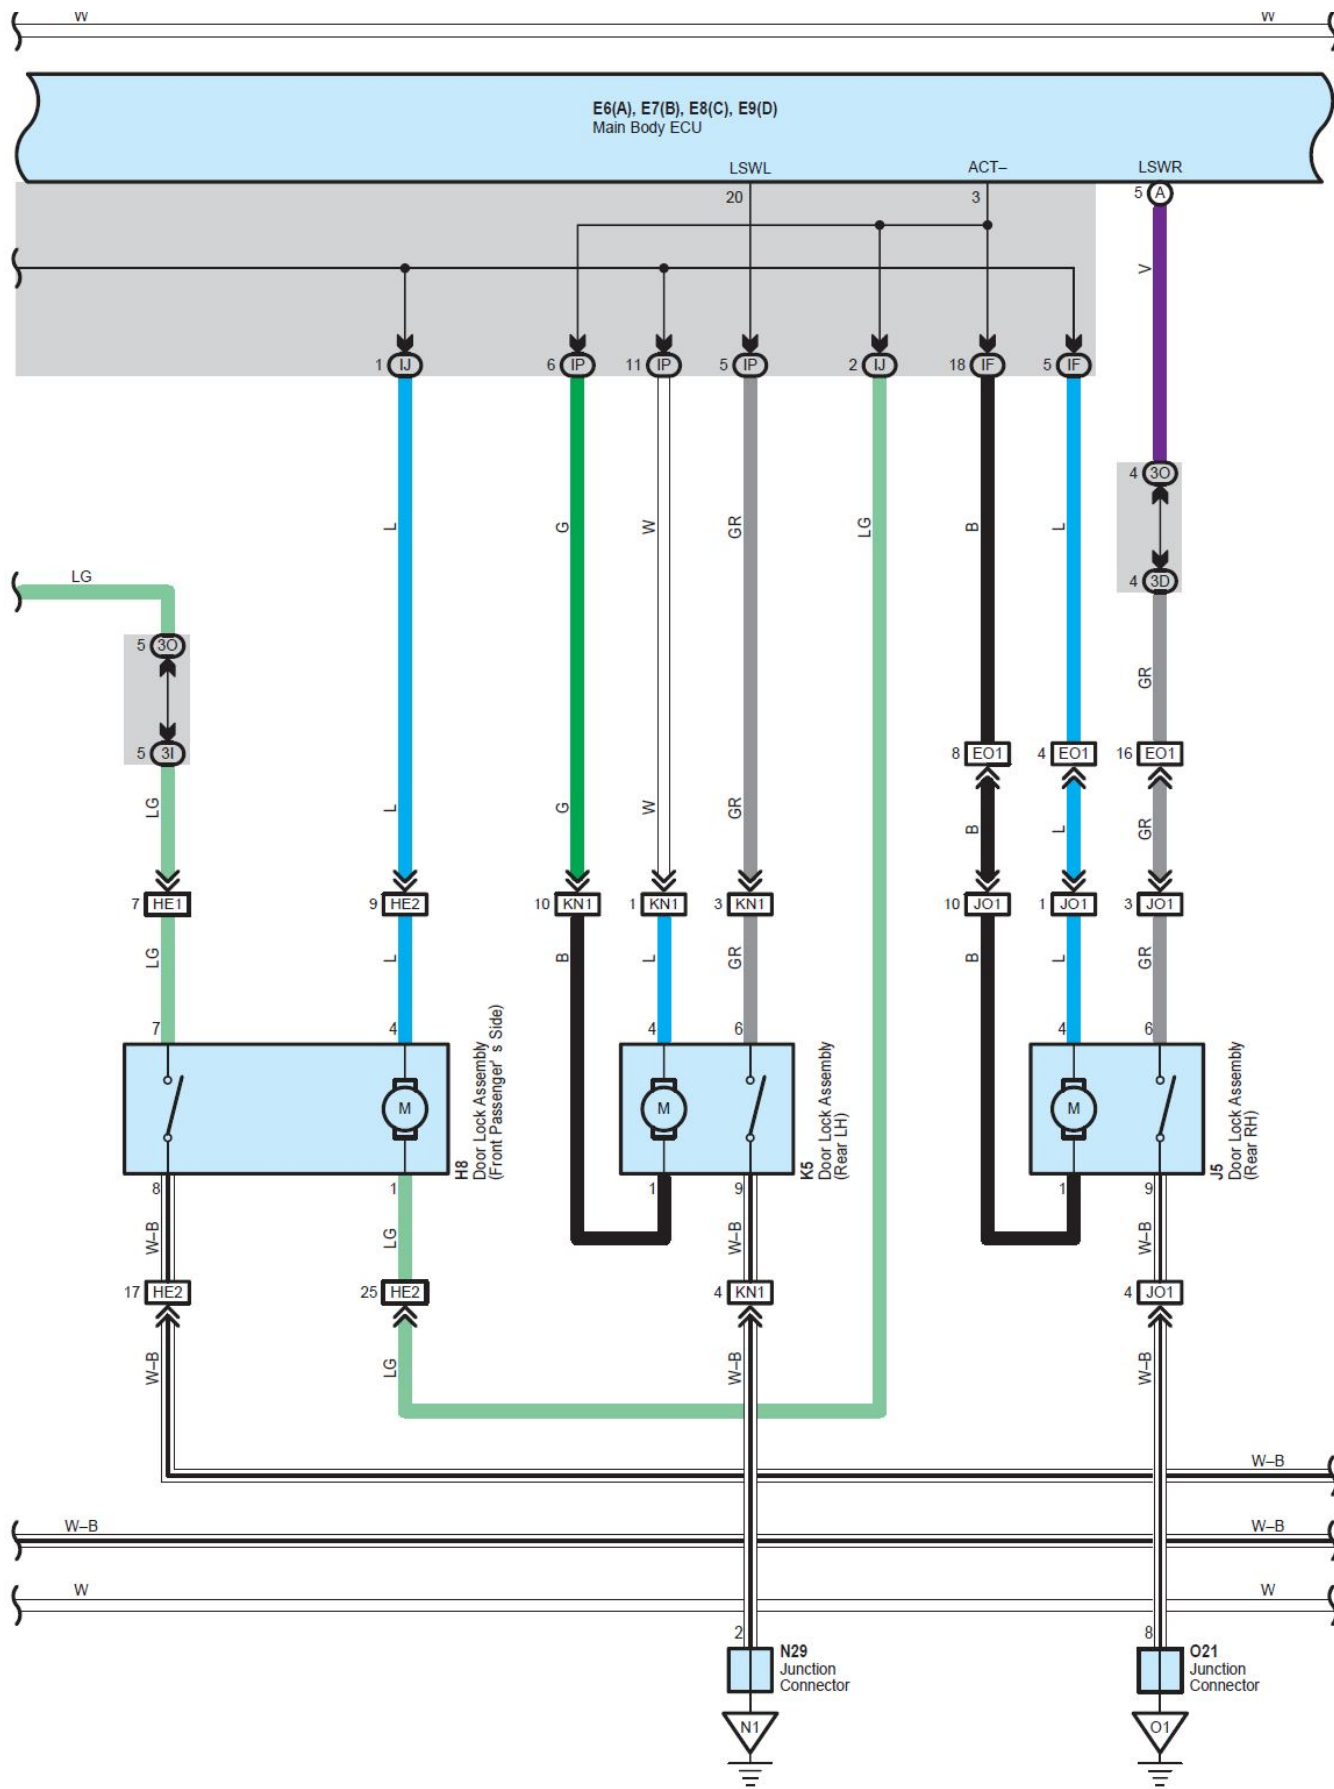 W W
E6(A), E7(B), E8(C), E9(D)
Main Body ECU
LSWL ACT– LSWR
20 3 5 A
V
1 IJ 6 IP 11 IP 5 IP 2 IJ 18 IF 5 IF
4 3O
L G W GR LG B L
LG
4 3D
5 3O
GR
5 3I
8 EO1 4 EO1 16 EO1
LG L G W GR B L GR
7 HE1 9 HE2 10 KN1 1 KN1 3 KN1 10 JO1 1 JO1 3 JO1
LG L B L GR B L GR
7 4 4 6 4 6
M M M
H8
Door Lock Assembly
(Front Passenger' s Side)
K5
Door Lock Assembly
(Rear LH)
J5
Door Lock Assembly
(Rear RH)
8 1 1 9 1 9
W–B LG W–B W–B
17 HE2 25 HE2 4 KN1 4 JO1
W–B LG W–B W–B
W–B
W–B W–B
W W
2 8
N29
Junction
Connector
O21
Junction
Connector
N1 O1